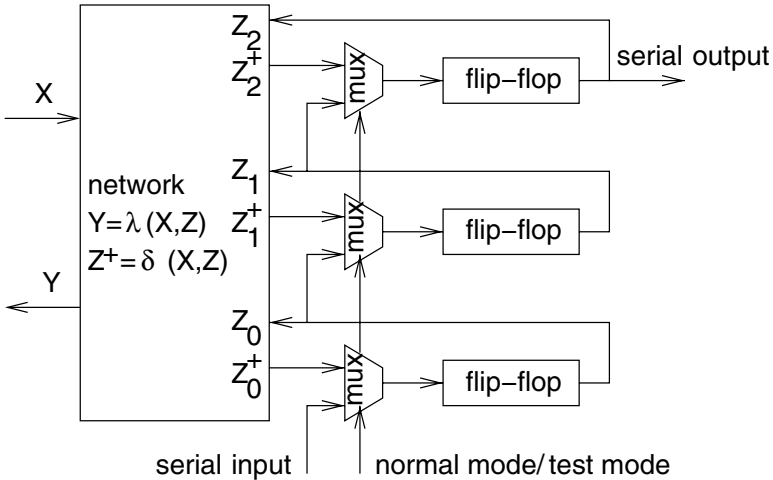 Z₂
serial output
Z₂⁺
mux
flip–flop
X
Z₁
network
Y=λ(X,Z)
Z⁺=δ (X,Z)
Z₁⁺
mux
flip–flop
Y
Z₀
Z₀⁺
mux
flip–flop
serial input
normal mode/test mode